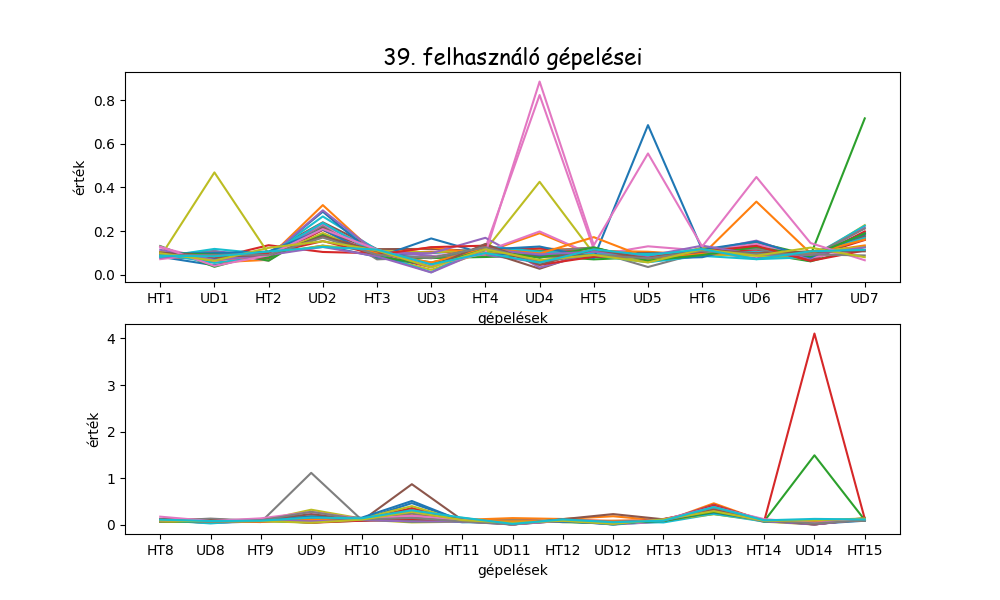 39. felhasználó gépelései
0.8
0.6
0.4
0.2
0.0
érték
HT1 UD1 HT2 UD2 HT3 UD3 HT4 UD4 HT5 UD5 HT6 UD6 HT7 UD7
gépelések
4
3
2
1
0
érték
HT8 UD8 HT9 UD9 HT10 UD10 HT11 UD11 HT12 UD12 HT13 UD13 HT14 UD14 HT15
gépelések